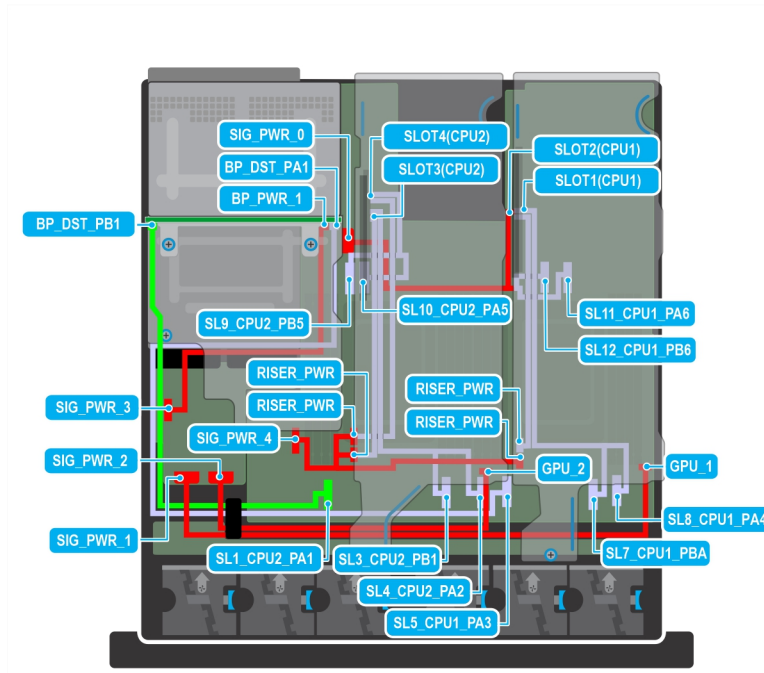 SIG_PWR_0
SLOT4(CPU2)
SLOT2(CPU1)
BP_DST_PA1
SLOT3(CPU2)
SLOT1(CPU1)
BP_PWR_1
BP_DST_PB1
SL9_CPU2_PB5
SL10_CPU2_PA5
SL11_CPU1_PA6
SL12_CPU1_PB6
RISER_PWR
RISER_PWR
RISER_PWR
RISER_PWR
SIG_PWR_3
SIG_PWR_4
SIG_PWR_2
GPU_2
GPU_1
SIG_PWR_1
SL8_CPU1_PA4
SL1_CPU2_PA1
SL3_CPU2_PB1
SL7_CPU1_PBA
SL4_CPU2_PA2
SL5_CPU1_PA3